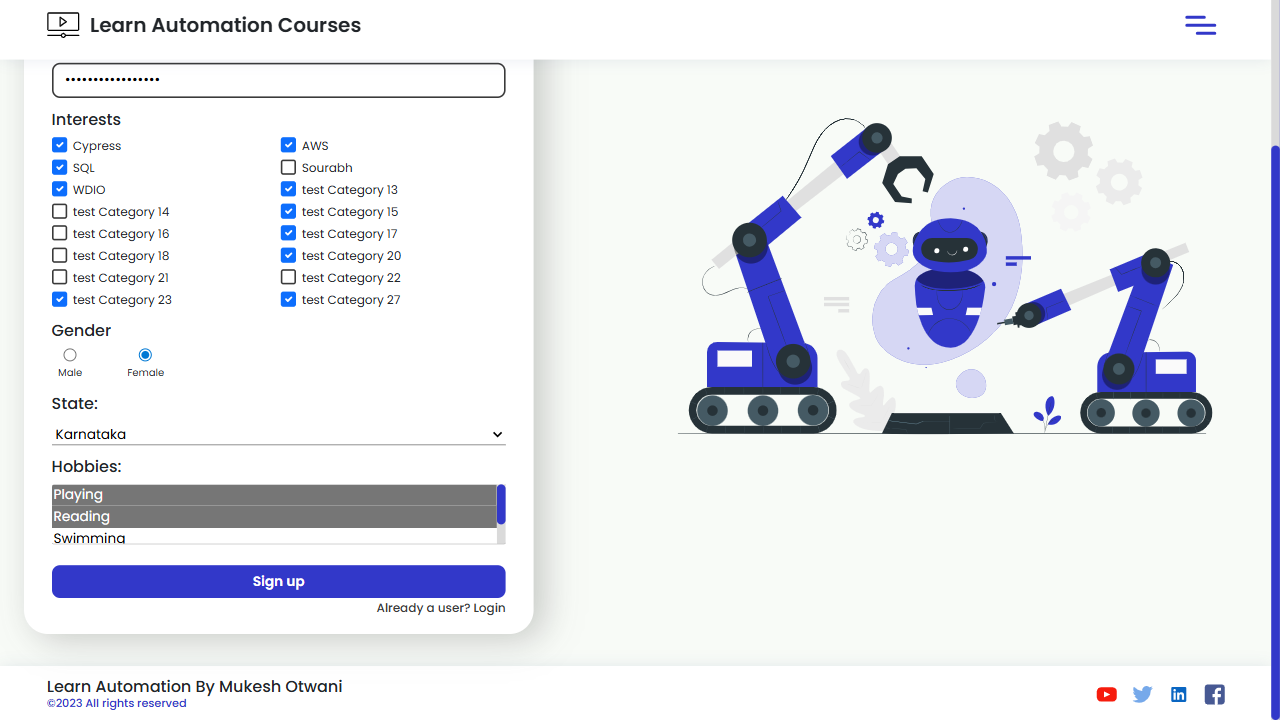 Learn Automation Courses
••••••••••••••••
Interests
Cypress
AWS
SQL
Sourabh
WDIO
test Category 13
test Category 14
test Category 15
test Category 16
test Category 17
test Category 18
test Category 20
test Category 21
test Category 22
test Category 23
test Category 27
Gender
Male
Female
State:
Karnataka
Hobbies:
Playing
Reading
Swimming
Sign up
Already a user? Login
Learn Automation By Mukesh Otwani
©2023 All rights reserved